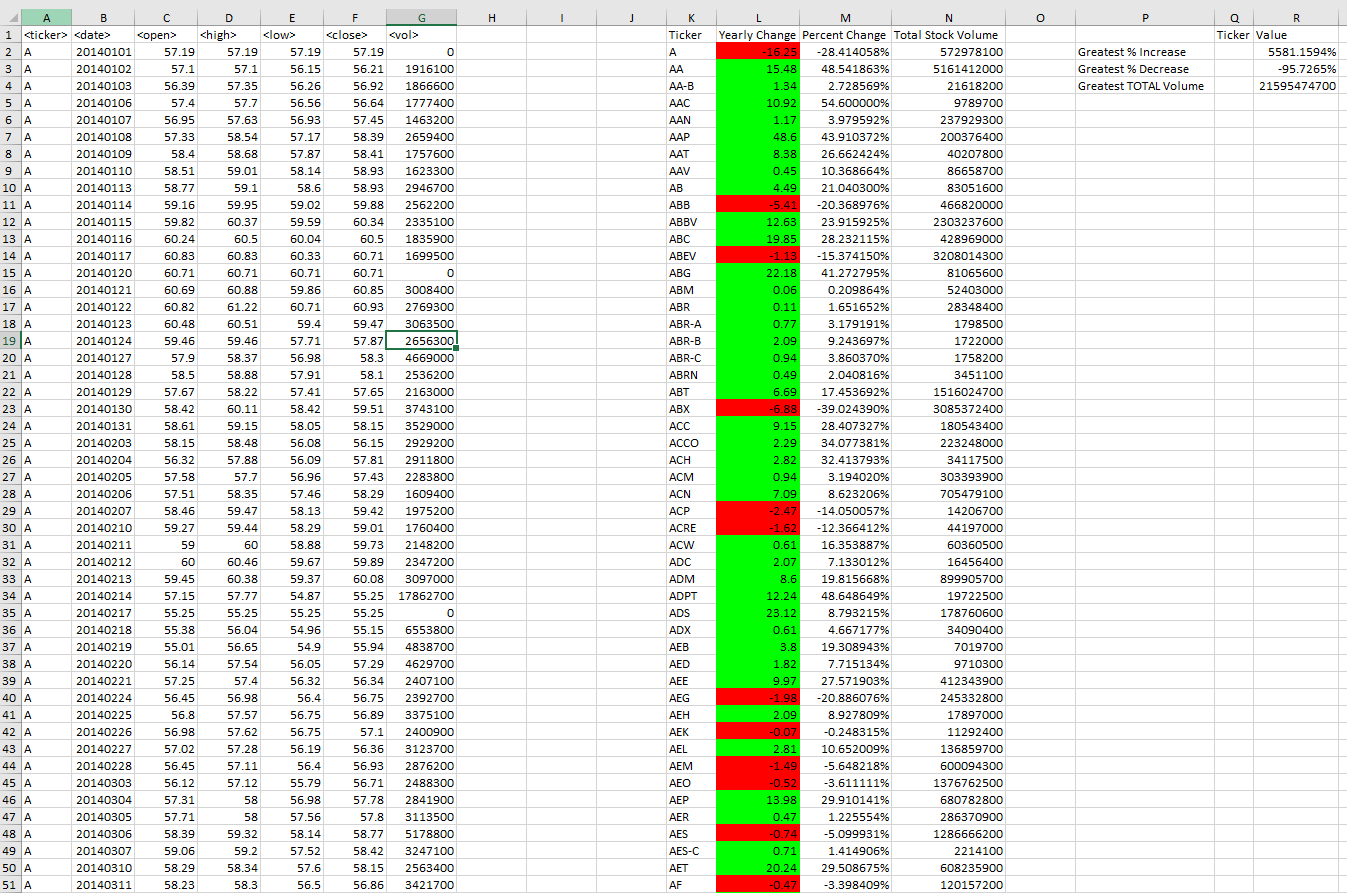 A B C D E F G H I J K L M N O P Q R
1 <ticker> <date> <open> <high> <low> <close> <vol> Ticker Yearly Change Percent Change Total Stock Volume Ticker Value
2 A 20140101 57.19 57.19 57.19 57.19 0 A -16.25 -28.414058% 572978100 Greatest % Increase 5581.1594%
3 A 20140102 57.1 57.1 56.15 56.21 1916100 AA 15.48 48.541863% 5161412000 Greatest % Decrease -95.7265%
4 A 20140103 56.39 57.35 56.26 56.92 1866600 AA-B 1.34 2.728569% 21618200 Greatest TOTAL Volume 21595474700
5 A 20140106 57.4 57.7 56.56 56.64 1777400 AAC 10.92 54.600000% 9789700
6 A 20140107 56.95 57.63 56.93 57.45 1463200 AAN 1.17 3.979592% 237929300
7 A 20140108 57.33 58.54 57.17 58.39 2659400 AAP 48.6 43.910372% 200376400
8 A 20140109 58.4 58.68 57.87 58.41 1757600 AAT 8.38 26.662424% 40207800
9 A 20140110 58.51 59.01 58.14 58.93 1623300 AAV 0.45 10.368664% 86658700
10 A 20140113 58.77 59.1 58.6 58.93 2946700 AB 4.49 21.040300% 83051600
11 A 20140114 59.16 59.95 59.02 59.88 2562200 ABB -5.41 -20.368976% 466820000
12 A 20140115 59.82 60.37 59.59 60.34 2335100 ABBV 12.63 23.915925% 2303237600
13 A 20140116 60.24 60.5 60.04 60.5 1835900 ABC 19.85 28.232115% 428969000
14 A 20140117 60.83 60.83 60.33 60.71 1699500 ABEV -1.13 -15.374150% 3208014300
15 A 20140120 60.71 60.71 60.71 60.71 0 ABG 22.18 41.272795% 81065600
16 A 20140121 60.69 60.88 59.86 60.85 3008400 ABM 0.06 0.209864% 52403000
17 A 20140122 60.82 61.22 60.71 60.93 2769300 ABR 0.11 1.651652% 28348400
18 A 20140123 60.48 60.51 59.4 59.47 3063500 ABR-A 0.77 3.179191% 1798500
19 A 20140124 59.46 59.46 57.71 57.87 2656300 ABR-B 2.09 9.243697% 1722000
20 A 20140127 57.9 58.37 56.98 58.3 4669000 ABR-C 0.94 3.860370% 1758200
21 A 20140128 58.5 58.88 57.91 58.1 2536200 ABRN 0.49 2.040816% 3451100
22 A 20140129 57.67 58.22 57.41 57.65 2163000 ABT 6.69 17.453692% 1516024700
23 A 20140130 58.42 60.11 58.42 59.51 3743100 ABX -6.88 -39.024390% 3085372400
24 A 20140131 58.61 59.15 58.05 58.15 3529000 ACC 9.15 28.407327% 180543400
25 A 20140203 58.15 58.48 56.08 56.15 2929200 ACCO 2.29 34.077381% 223248000
26 A 20140204 56.32 57.88 56.09 57.81 2911800 ACH 2.82 32.413793% 34117500
27 A 20140205 57.58 57.7 56.96 57.43 2283800 ACM 0.94 3.194020% 303393900
28 A 20140206 57.51 58.35 57.46 58.29 1609400 ACN 7.09 8.623206% 705479100
29 A 20140207 58.46 59.47 58.13 59.42 1975200 ACP -2.47 -14.050057% 14206700
30 A 20140210 59.27 59.44 58.29 59.01 1760400 ACRE -1.62 -12.366412% 44197000
31 A 20140211 59 60 58.88 59.73 2148200 ACW 0.61 16.353887% 60360500
32 A 20140212 60 60.46 59.67 59.89 2347200 ADC 2.07 7.133012% 16456400
33 A 20140213 59.45 60.38 59.37 60.08 3097000 ADM 8.6 19.815668% 899905700
34 A 20140214 57.15 57.77 54.87 55.25 17862700 ADPT 12.24 48.648649% 19722500
35 A 20140217 55.25 55.25 55.25 55.25 0 ADS 23.12 8.793215% 178760600
36 A 20140218 55.38 56.04 54.96 55.15 6553800 ADX 0.61 4.667177% 34090400
37 A 20140219 55.01 56.65 54.9 55.94 4838700 AEB 3.8 19.308943% 7019700
38 A 20140220 56.14 57.54 56.05 57.29 4629700 AED 1.82 7.715134% 9710300
39 A 20140221 57.25 57.4 56.32 56.34 2407100 AEE 9.97 27.571903% 412343900
40 A 20140224 56.45 56.98 56.4 56.75 2392700 AEG -1.98 -20.886076% 245332800
41 A 20140225 56.8 57.57 56.75 56.89 3375100 AEH 2.09 8.927809% 17897000
42 A 20140226 56.98 57.62 56.75 57.1 2400900 AEK -0.07 -0.248315% 11292400
43 A 20140227 57.02 57.28 56.19 56.36 3123700 AEL 2.81 10.652009% 136859700
44 A 20140228 56.45 57.11 56.4 56.93 2876200 AEM -1.49 -5.648218% 600094300
45 A 20140303 56.12 57.12 55.79 56.71 2488300 AEO -0.52 -3.611111% 1376762500
46 A 20140304 57.31 58 56.98 57.78 2841900 AEP 13.98 29.910141% 680782800
47 A 20140305 57.71 58 57.56 57.8 3113500 AER 0.47 1.225554% 286370900
48 A 20140306 58.39 59.32 58.14 58.77 5178800 AES -0.74 -5.099931% 1286666200
49 A 20140307 59.06 59.2 57.52 58.42 3247100 AES-C 0.71 1.414906% 2214100
50 A 20140310 58.29 58.34 57.6 58.15 2563400 AET 20.24 29.508675% 608235900
51 A 20140311 58.23 58.3 56.5 56.86 3421700 AF -0.47 -3.398409% 120157200